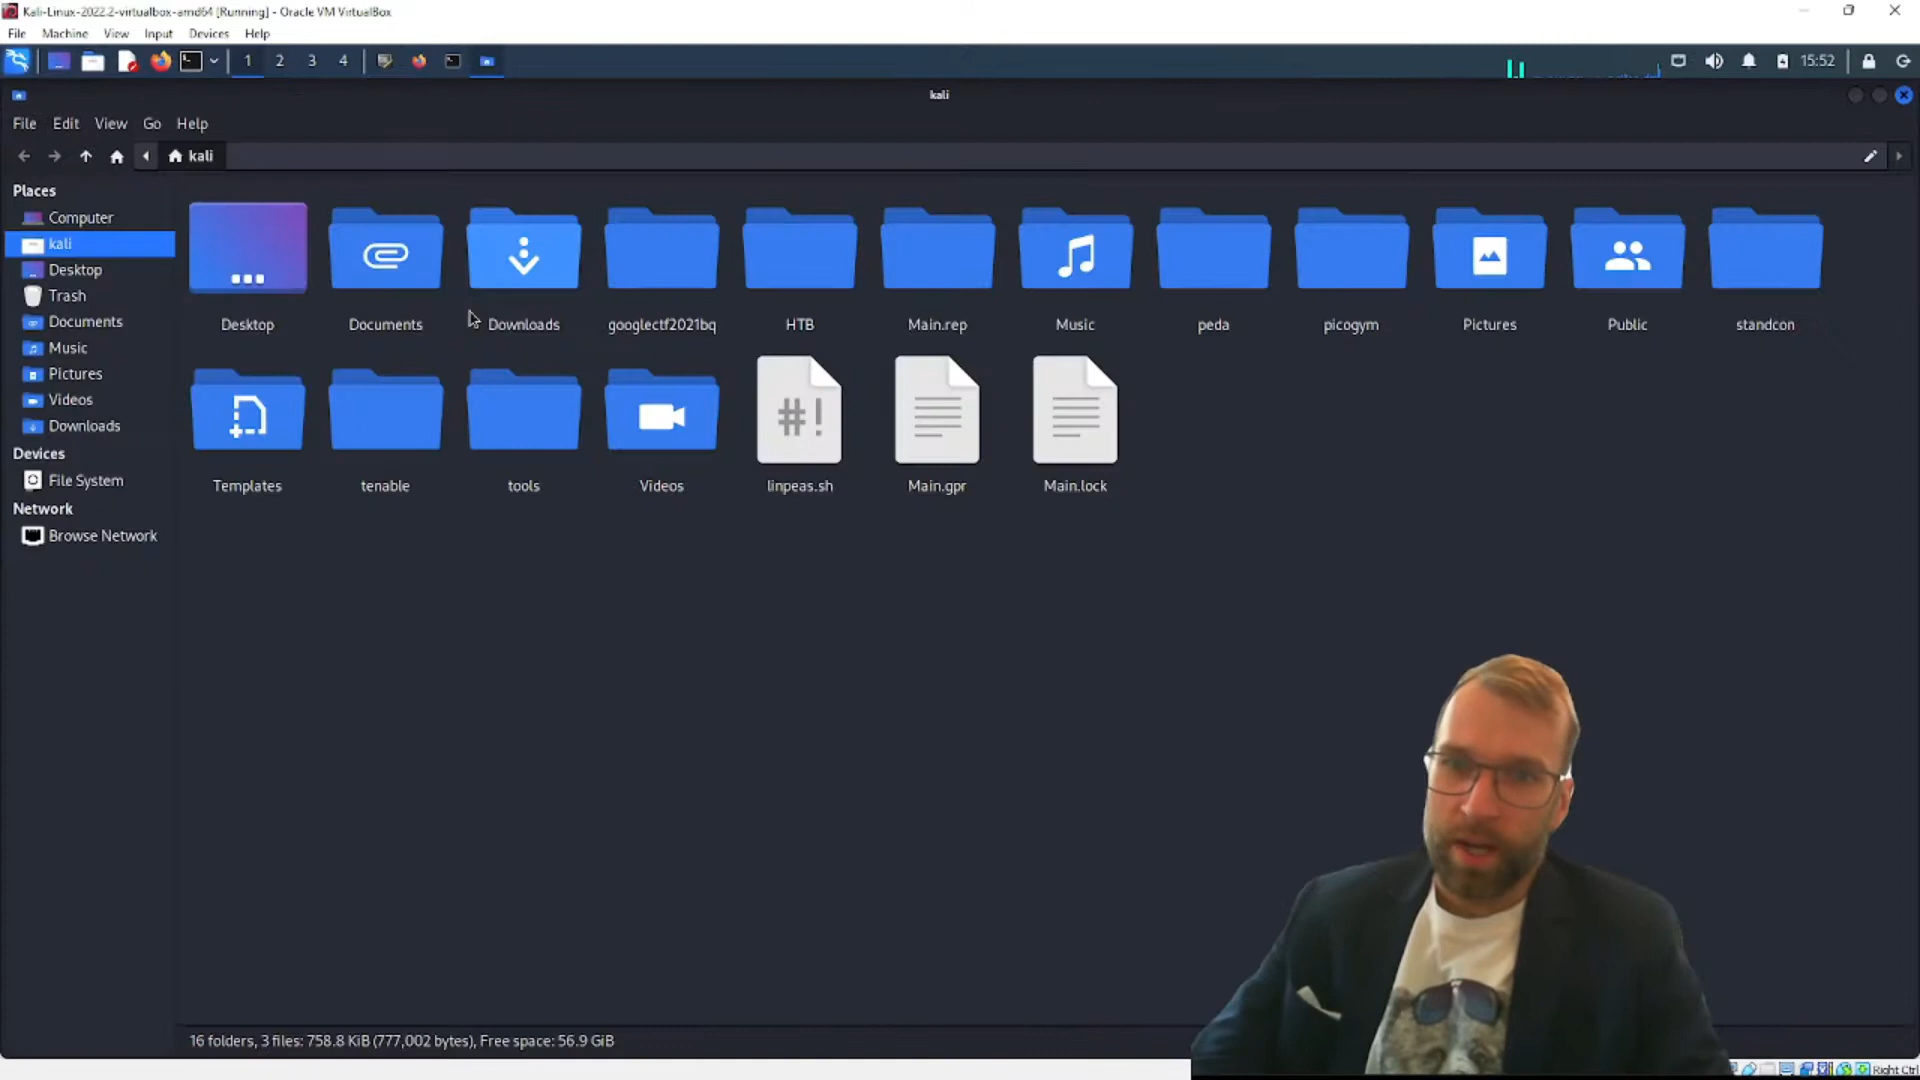 Kali-Linux-2022.2-virtualbox-amd64 [Running] - Oracle VM VirtualBox
File Machine View Input Devices Help
1 2 3 4 15:52
kali
File Edit View Go Help
kali
Places
Computer
kali
Desktop
Trash
Documents
Music
Pictures
Videos
Downloads
Devices
File System
Network
Browse Network
Desktop Documents Downloads googlectf2021bq HTB Main.rep Music peda picogym Pictures Public standcon
#!
Templates tenable tools Videos linpeas.sh Main.gpr Main.lock
16 folders, 3 files: 758.8 KiB (777,002 bytes), Free space: 56.9 GiB
Right Ctrl